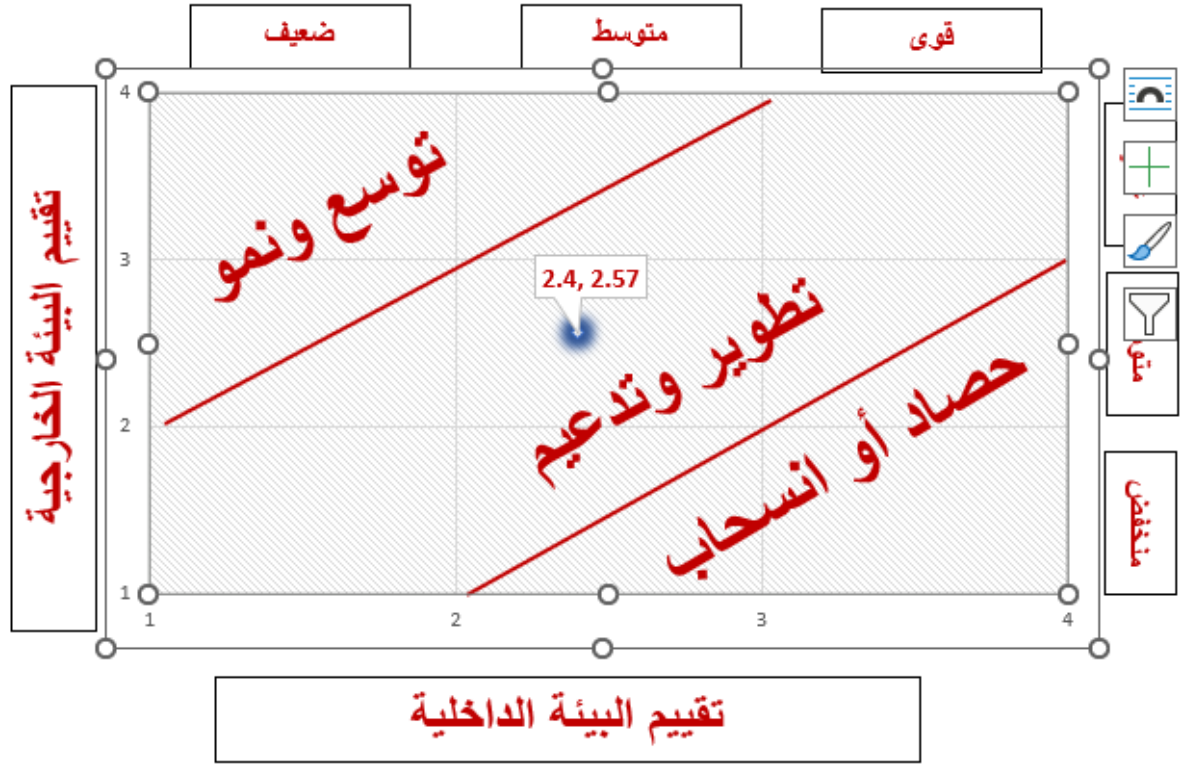 قوى
متوسط
ضعيف
4
3
2
1
1
2
3
4
تقييم البيئة الخارجية
توسع ونمو
2.4, 2.57
تطوير وتدعيم
حصاد أو انسحاب
منخفض
تقييم البيئة الداخلية